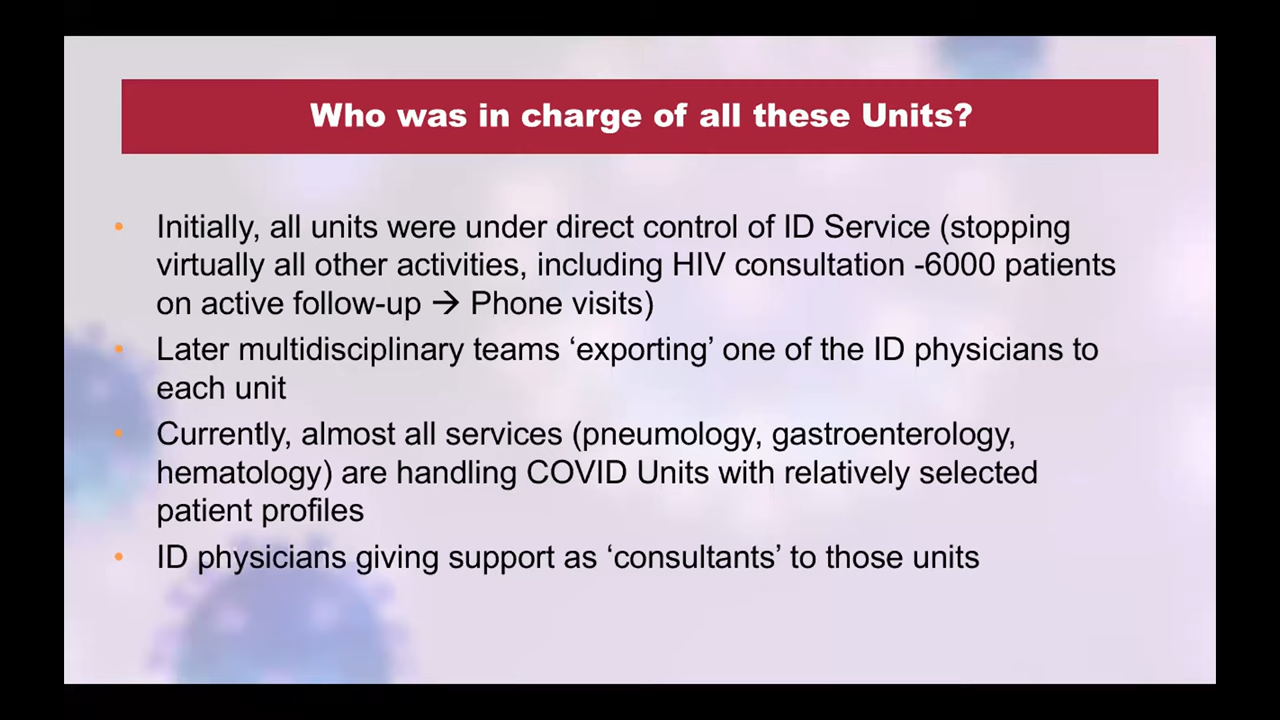 Who was in charge of all these Units?
• Initially, all units were under direct control of ID Service (stopping
virtually all other activities, including HIV consultation -6000 patients
on active follow-up → Phone visits)
• Later multidisciplinary teams ‘exporting’ one of the ID physicians to
each unit
• Currently, almost all services (pneumology, gastroenterology,
hematology) are handling COVID Units with relatively selected
patient profiles
• ID physicians giving support as ‘consultants’ to those units